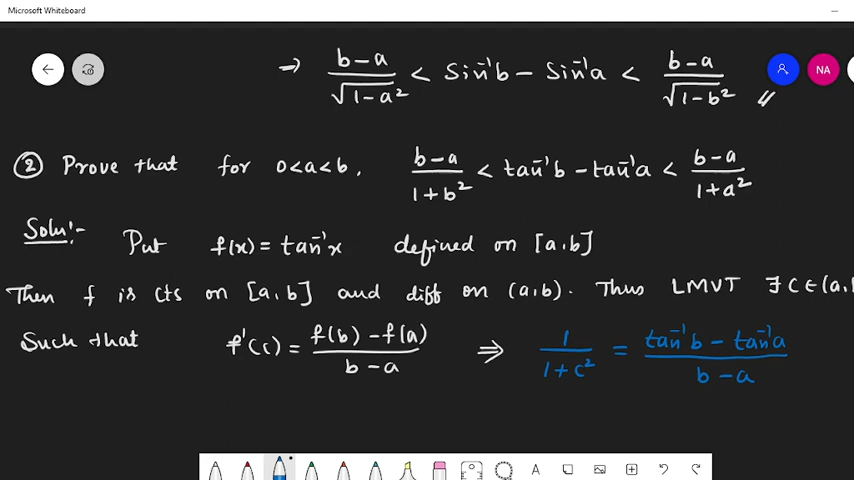 Microsoft Whiteboard
→ (b-a)/√(1-a²) < Sin⁻¹b - Sin⁻¹a < (b-a)/√(1-b²) //
NA
② Prove that for 0<a<b, (b-a)/(1+b²) < tan⁻¹b - tan⁻¹a < (b-a)/(1+a²)
Solu!:- Put f(x) = tan⁻¹x defined on [a,b]
Then f is cts on [a,b] and diff on (a,b). Thus LMVT ∃ c∈(a,b
Such that f'(c) = (f(b)-f(a))/(b-a) ⇒ 1/(1+c²) = (tan⁻¹b - tan⁻¹a)/(b-a)
A